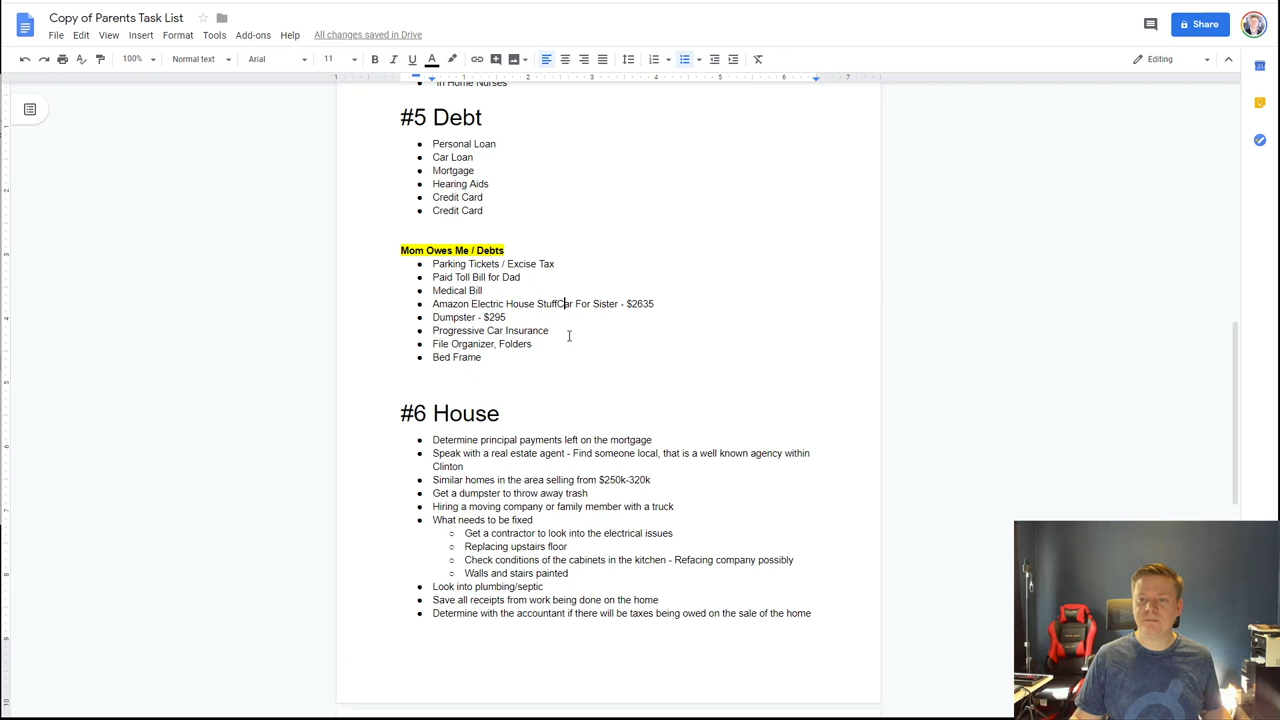 Copy of Parents Task List
File Edit View Insert Format Tools Add-ons Help All changes saved in Drive
Share
100% Normal text Arial 11 Editing
1 1 2 3 4 5 6 7
In Home Nurses
#5 Debt
Personal Loan
Car Loan
Mortgage
Hearing Aids
Credit Card
Credit Card
Mom Owes Me / Debts
Parking Tickets / Excise Tax
Paid Toll Bill for Dad
Medical Bill
Amazon Electric House StuffCar For Sister - $2635
Dumpster - $295
Progressive Car Insurance
File Organizer, Folders
Bed Frame
#6 House
Determine principal payments left on the mortgage
Speak with a real estate agent - Find someone local, that is a well known agency within
Clinton
Similar homes in the area selling from $250k-320k
Get a dumpster to throw away trash
Hiring a moving company or family member with a truck
What needs to be fixed
Get a contractor to look into the electrical issues
Replacing upstairs floor
Check conditions of the cabinets in the kitchen - Refacing company possibly
Walls and stairs painted
Look into plumbing/septic
Save all receipts from work being done on the home
Determine with the accountant if there will be taxes being owed on the sale of the home